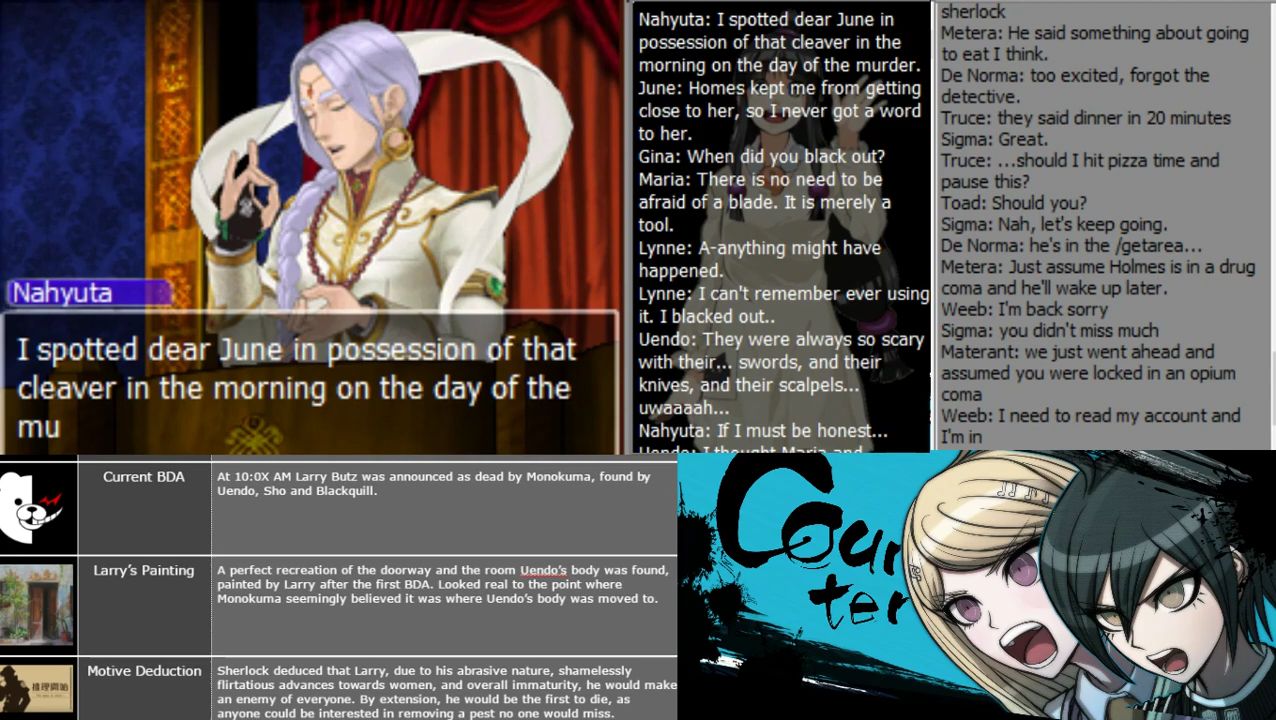 Nahyuta
I spotted dear June in possession of that
cleaver in the morning on the day of the
mu
Nahyuta: I spotted dear June in
possession of that cleaver in the
morning on the day of the murder.
June: Homes kept me from getting
close to her, so I never got a word
to her.
Gina: When did you black out?
Maria: There is no need to be
afraid of a blade. It is merely a
tool.
Lynne: A-anything might have
happened.
Lynne: I can't remember ever using
it. I blacked out..
Uendo: They were always so scary
with their... swords, and their
knives, and their scalpels...
uwaaaah...
Nahyuta: If I must be honest...
Uendo: I thought Maria and
sherlock
Metera: He said something about going
to eat I think.
De Norma: too excited, forgot the
detective.
Truce: they said dinner in 20 minutes
Sigma: Great.
Truce: ...should I hit pizza time and
pause this?
Toad: Should you?
Sigma: Nah, let's keep going.
De Norma: he's in the /getarea...
Metera: Just assume Holmes is in a drug
coma and he'll wake up later.
Weeb: I'm back sorry
Sigma: you didn't miss much
Materant: we just went ahead and
assumed you were locked in an opium
coma
Weeb: I need to read my account and
I'm in
Current BDA
At 10:0X AM Larry Butz was announced as dead by Monokuma, found by
Uendo, Sho and Blackquill.
Larry's Painting
A perfect recreation of the doorway and the room Uendo's body was found,
painted by Larry after the first BDA. Looked real to the point where
Monokuma seemingly believed it was where Uendo's body was moved to.
Motive Deduction
Sherlock deduced that Larry, due to his abrasive nature, shamelessly
flirtatious advances towards women, and overall immaturity, he would make
an enemy of everyone. By extension, he would be the first to die, as
anyone could be interested in removing a pest no one would miss.
Coun
ter